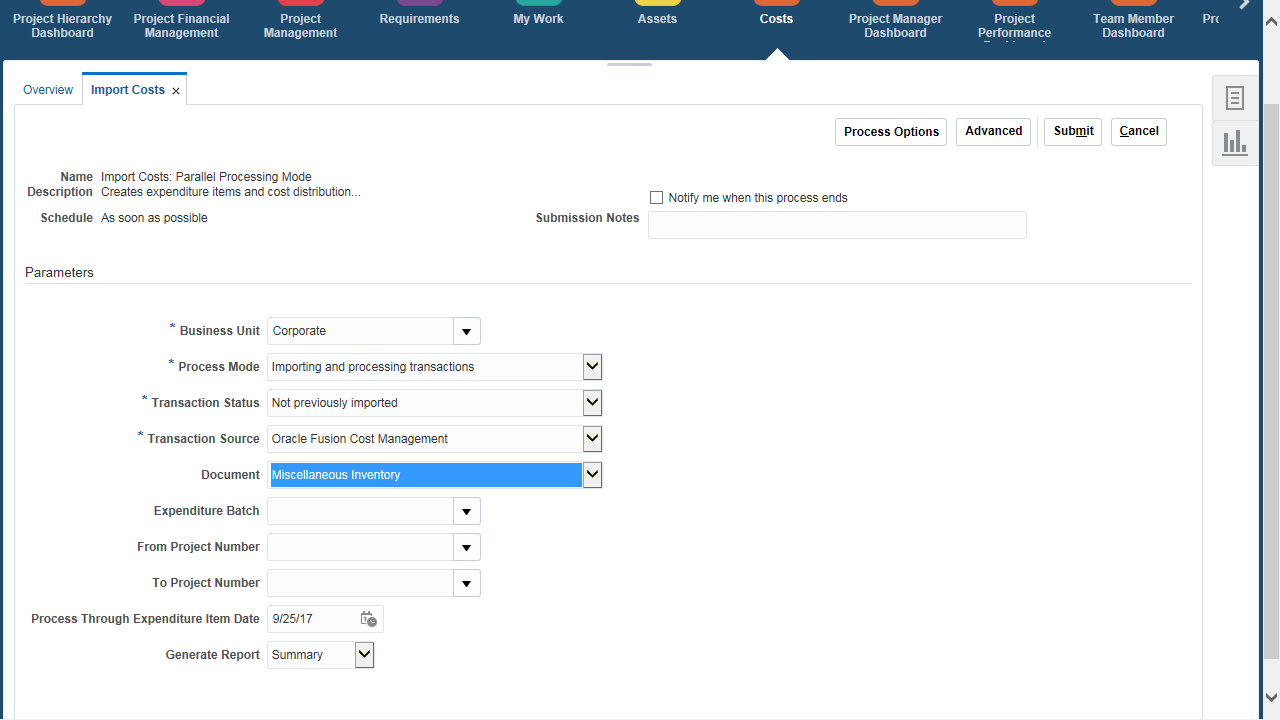 Project Hierarchy Dashboard
Project Financial Management
Project Management
Requirements
My Work
Assets
Costs
Project Manager Dashboard
Project Performance
Team Member Dashboard
Overview
Import Costs ×
Process Options
Advanced
Submit
Cancel
Name Import Costs: Parallel Processing Mode
Description Creates expenditure items and cost distribution...
Notify me when this process ends
Schedule As soon as possible
Submission Notes
Parameters
* Business Unit Corporate
* Process Mode Importing and processing transactions
* Transaction Status Not previously imported
* Transaction Source Oracle Fusion Cost Management
Document Miscellaneous Inventory
Expenditure Batch
From Project Number
To Project Number
Process Through Expenditure Item Date 9/25/17
Generate Report Summary